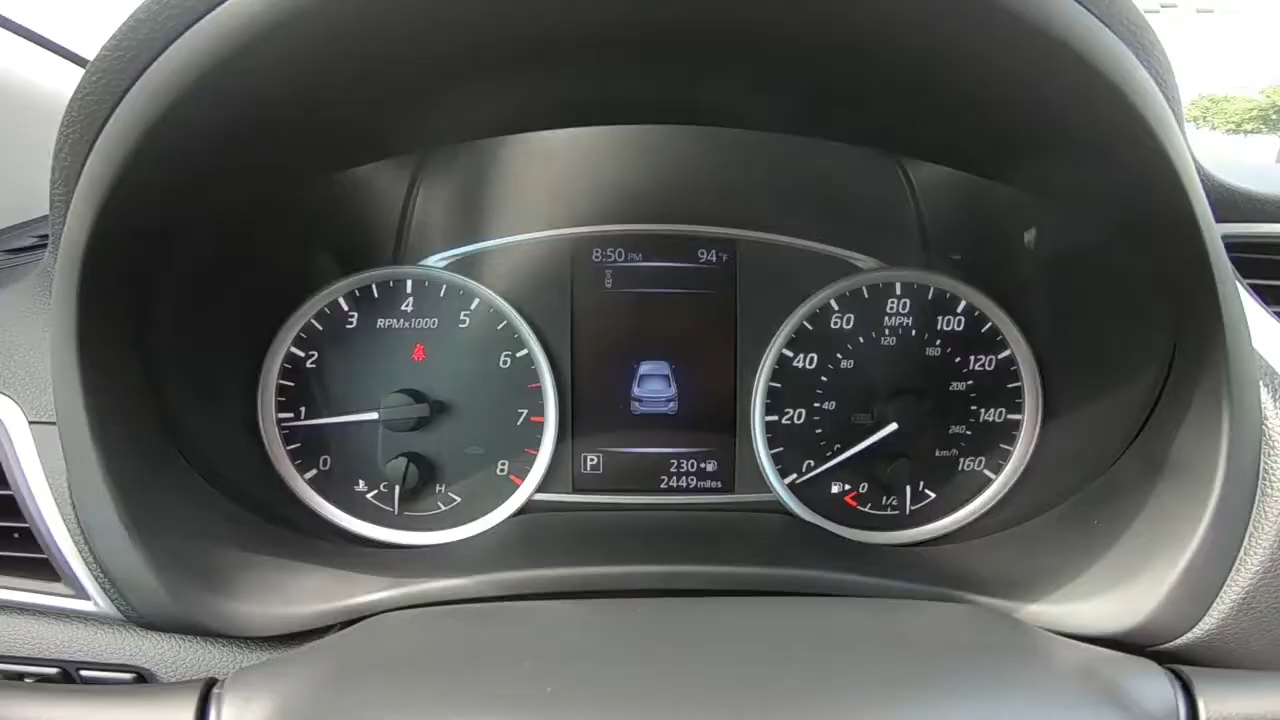 8:50 PM 94°F
0 1 2 3 4 5 6 7 8
RPMx1000
C H
P
230
2449 miles
0 20 40 60 80 100 120 140 160
MPH
40 80 120 160 200 240
km/h
0 1/2 1